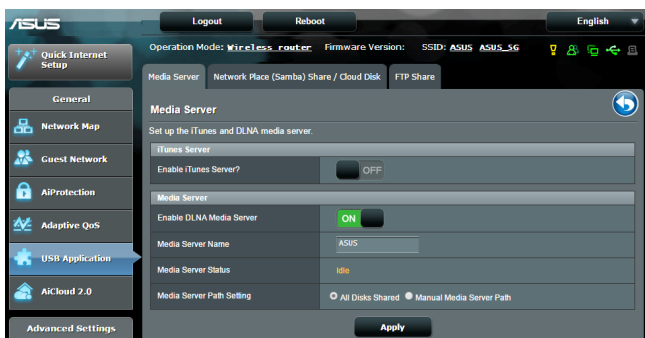 ASUS
Logout Reboot English
Quick Internet Setup
Operation Mode: Wireless router Firmware Version: SSID: ASUS ASUS_5G
Media Server Network Place (Samba) Share / Cloud Disk FTP Share
General
Network Map
Guest Network
AiProtection
Adaptive QoS
USB Application
AiCloud 2.0
Advanced Settings
Media Server
Set up the iTunes and DLNA media server.
iTunes Server
Enable iTunes Server? OFF
Media Server
Enable DLNA Media Server ON
Media Server Name ASUS
Media Server Status Idle
Media Server Path Setting All Disks Shared Manual Media Server Path
Apply